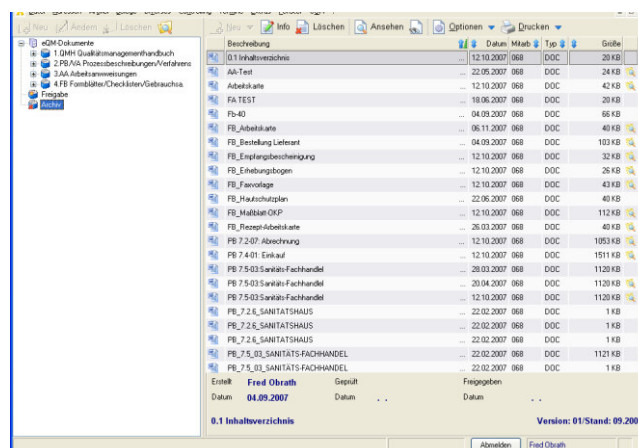 Neu Ändern Löschen
Neu Info Löschen Ansehen Optionen Drucken
eQM-Dokumente
1.QMH Qualitätsmanagementhandbuch
2.PB/VA Prozessbeschreibungen/Verfahrens
3.AA Arbeitsanweisungen
4.FB Formblätter/Checklisten/Gebrauchsa.
Freigabe
Archiv
Beschreibung Datum Mitarb Typ Größe
0.1 Inhaltsverzeichnis ... 12.10.2007 068 DOC 20 KB
AA-Test ... 22.05.2007 068 DOC 24 KB
Arbeitskarte ... 12.10.2007 068 DOC 42 KB
FA TEST ... 18.06.2007 068 DOC 20 KB
Fb-40 ... 04.09.2007 068 DOC 66 KB
FB_Arbeitskarte ... 06.11.2007 068 DOC 40 KB
FB_Bestellung Lieferant ... 04.09.2007 068 DOC 103 KB
FB_Empfangsbescheinigung ... 12.10.2007 068 DOC 32 KB
FB_Erhebungsbogen ... 12.10.2007 068 DOC 26 KB
FB_Faxvorlage ... 12.10.2007 068 DOC 43 KB
FB_Hautschutzplan ... 22.06.2007 068 DOC 40 KB
FB_Maßblatt-OKP ... 12.10.2007 068 DOC 112 KB
FB_Rezept-Arbeitskarte ... 26.03.2007 068 DOC 40 KB
PB 7.2-07: Abrechnung ... 12.10.2007 068 DOC 1053 KB
PB 7.4-01: Einkauf ... 12.10.2007 068 DOC 1511 KB
PB 7.5-03:Sanitäts-Fachhandel ... 28.03.2007 068 DOC 1120 KB
PB 7.5-03:Sanitäts-Fachhandel ... 20.04.2007 068 DOC 1120 KB
PB 7.5-03:Sanitäts-Fachhandel ... 12.10.2007 068 DOC 1120 KB
PB_7.2.6_SANITATSHAUS ... 22.02.2007 068 DOC 1 KB
PB_7.2.6_SANITATSHAUS ... 22.02.2007 068 DOC 1 KB
PB_7.2.6_SANITATSHAUS ... 22.02.2007 068 DOC 1 KB
PB_7.5_03_SANITÄTS-FACHHANDEL ... 22.02.2007 068 DOC 1121 KB
PB_7.5_03_SANITÄTS-FACHHANDEL ... 22.02.2007 068 DOC 1 KB
Erstellt Fred Obrath Geprüft Freigegeben
Datum 04.09.2007 Datum . . Datum . .
0.1 Inhaltsverzeichnis Version: 01/Stand: 09.200
Abmelden Fred Obrath